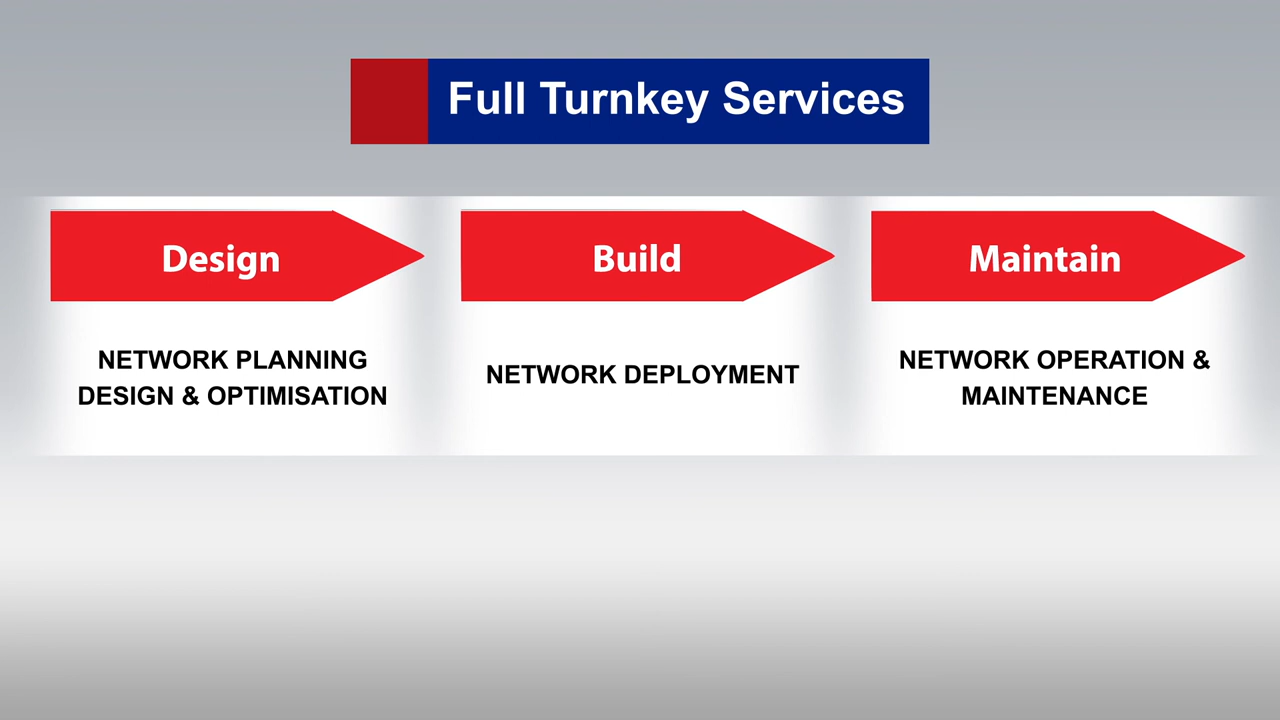 Full Turnkey Services
Design
Build
Maintain
NETWORK PLANNING
DESIGN & OPTIMISATION
NETWORK DEPLOYMENT
NETWORK OPERATION &
MAINTENANCE